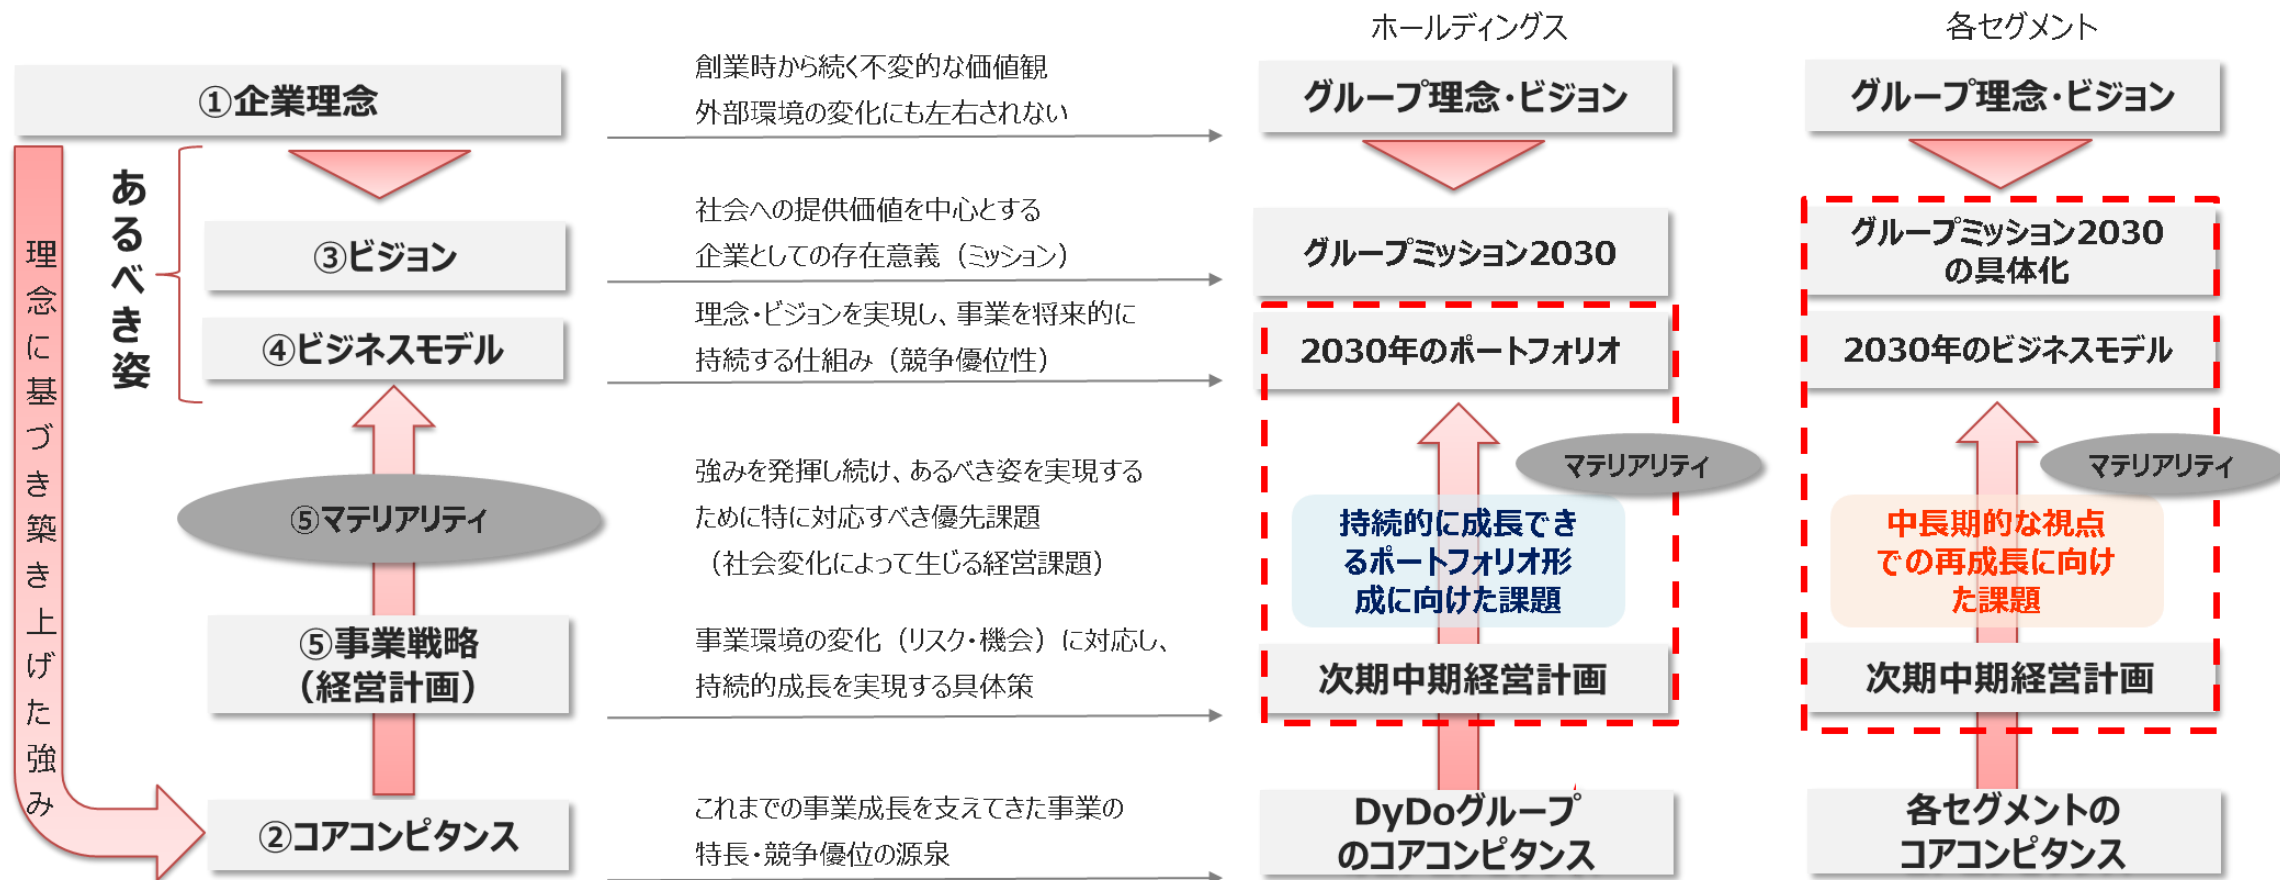 ホールディングス
各セグメント
①企業理念
創業時から続く不変的な価値観
外部環境の変化にも左右されない
グループ理念・ビジョン
グループ理念・ビジョン
理念に基づき築き上げた強み
あるべき姿
③ビジョン
社会への提供価値を中心とする
企業としての存在意義（ミッション）
グループミッション2030
グループミッション2030
の具体化
④ビジネスモデル
理念・ビジョンを実現し、事業を将来的に
持続する仕組み（競争優位性）
2030年のポートフォリオ
2030年のビジネスモデル
⑤マテリアリティ
強みを発揮し続け、あるべき姿を実現する
ために特に対応すべき優先課題
（社会変化によって生じる経営課題）
マテリアリティ
持続的に成長でき
るポートフォリオ形
成に向けた課題
マテリアリティ
中長期的な視点
での再成長に向け
た課題
⑤事業戦略
（経営計画）
事業環境の変化（リスク・機会）に対応し、
持続的成長を実現する具体策
次期中期経営計画
次期中期経営計画
②コアコンピタンス
これまでの事業成長を支えてきた事業の
特長・競争優位の源泉
DyDoグループ
のコアコンピタンス
各セグメントの
コアコンピタンス